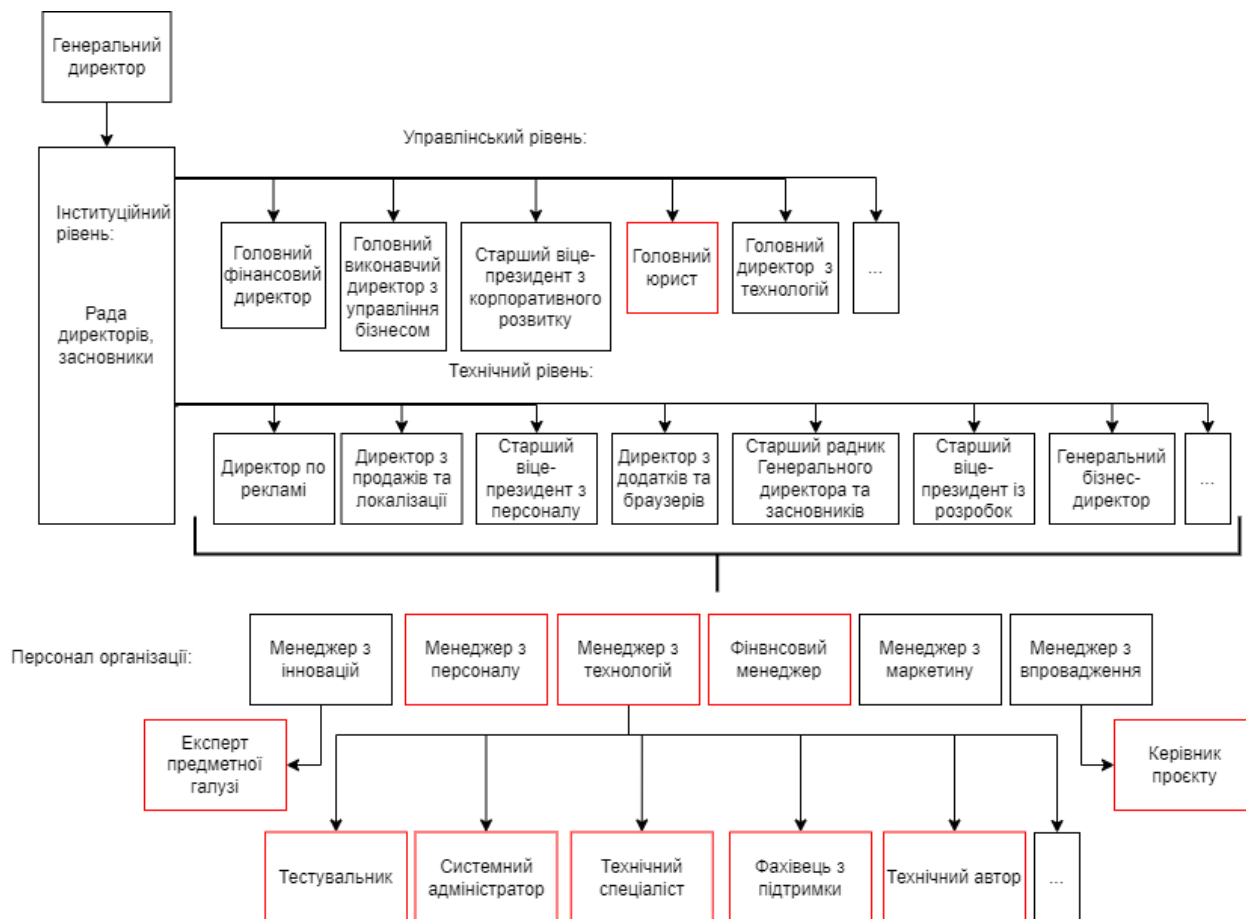 Генеральний
директор
Управлінський рівень:
Інституційний
рівень:
Рада
директорів,
засновники
Головний
фінансовий
директор
Головний
виконавчий
директор з
управління
бізнесом
Старший віце-
президент з
корпоративного
розвитку
Головний
юрист
Головний
директор з
технологій
...
Технічний рівень:
Директор по
рекламі
Директор з
продажів та
локалізації
Старший
віце-
президент з
персоналу
Директор з
додатків та
браузерів
Старший радник
Генерального
директора та
засновників
Старший
віце-
президент із
розробок
Генеральний
бізнес-
директор
...
Персонал організації:
Менеджер з
інновацій
Менеджер з
персоналу
Менеджер з
технологій
Фінвнсовий
менеджер
Менеджер з
маркетину
Менеджер з
впровадження
Експерт
предметної
галузі
Керівник
проєкту
Тестувальник
Системний
адміністратор
Технічний
спеціаліст
Фахівець з
підтримки
Технічний автор
...